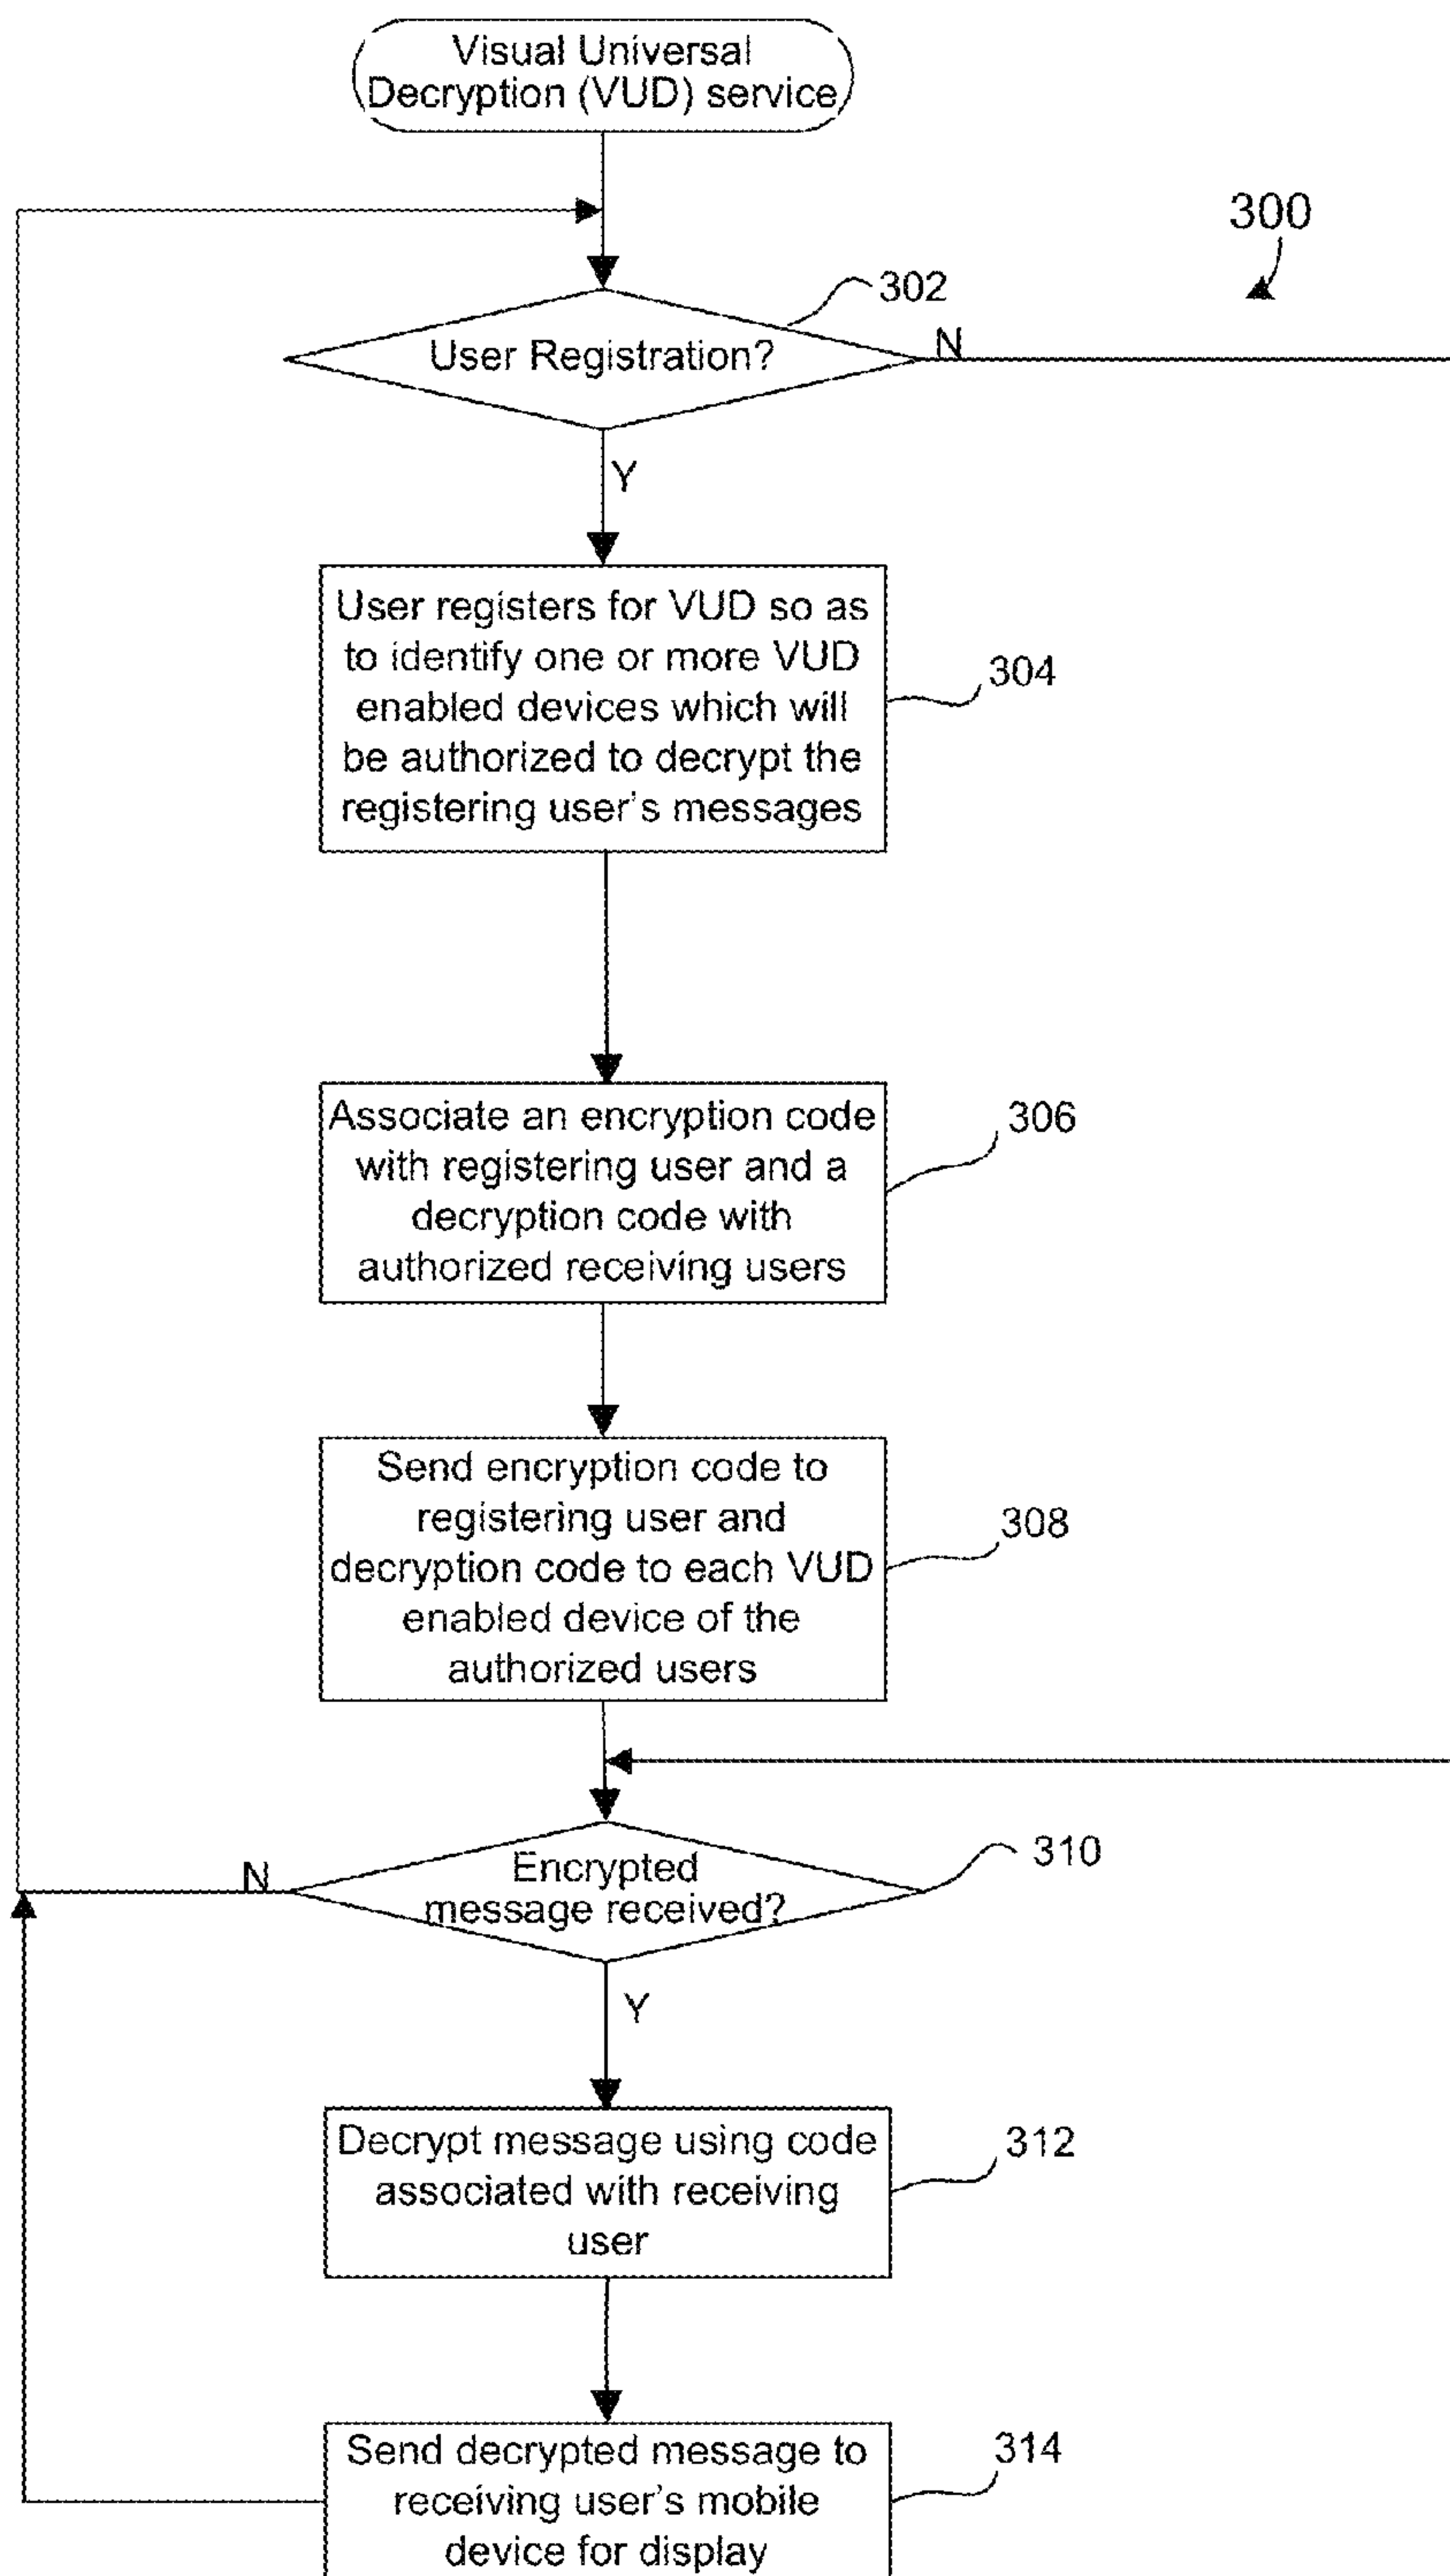 Visual Universal
Decryption (VUD) service
300
302
User Registration?
N
Y
User registers for VUD so as
to identify one or more VUD
enabled devices which will
be authorized to decrypt the
registering user's messages
304
Associate an encryption code
with registering user and a
decryption code with
authorized receiving users
306
Send encryption code to
registering user and
decryption code to each VUD
enabled device of the
authorized users
308
N
Encrypted
message received?
310
Y
Decrypt message using code
associated with receiving
user
312
Send decrypted message to
receiving user's mobile
device for display
314